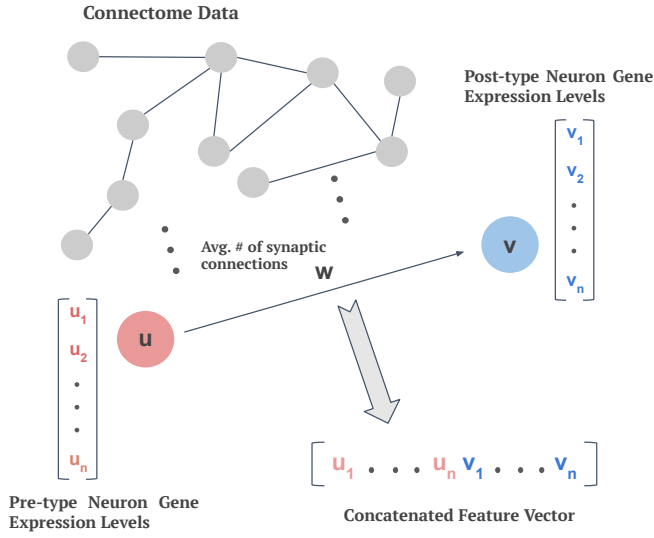 Connectome Data
Post-type Neuron Gene
Expression Levels
v1
v2
vn
Avg. # of synaptic
connections
w
v
u1
u2
un
u
u1 . . . . un v1 . . . . vn
Pre-type Neuron Gene
Expression Levels
Concatenated Feature Vector